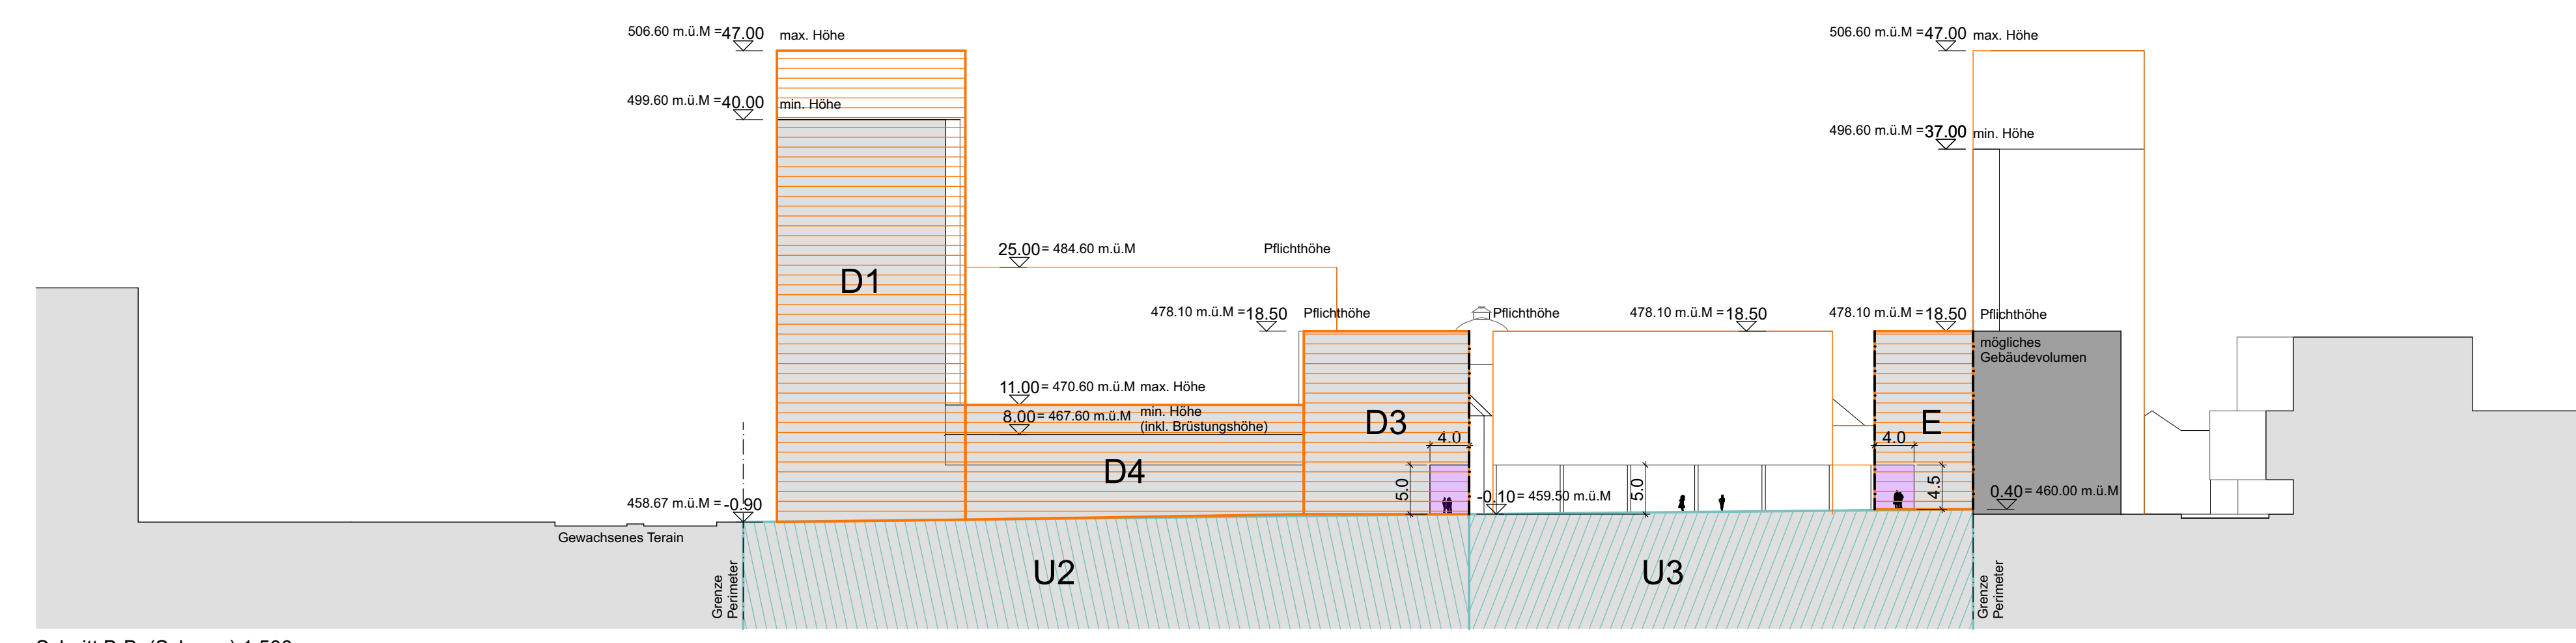 506.60 m.ü.M =47.00 max. Höhe
506.60 m.ü.M =47.00 max. Höhe
499.60 m.ü.M =40.00 min. Höhe
496.60 m.ü.M =37.00 min. Höhe
25.00= 484.60 m.ü.M Pflichthöhe
D1
478.10 m.ü.M =18.50 Pflichthöhe
Pflichthöhe
478.10 m.ü.M =18.50
478.10 m.ü.M =18.50 Pflichthöhe
mögliches
Gebäudevolumen
11.00= 470.60 m.ü.M max. Höhe
8.00= 467.60 m.ü.M min. Höhe
(inkl. Brüstungshöhe)
D3
E
4.0
4.0
D4
5.0
-0.10= 459.50 m.ü.M
5.0
4.5
0.40= 460.00 m.ü.M
458.67 m.ü.M =-0.90
Gewachsenes Terain
U2
U3
Grenze
Perimeter
Grenze
Perimeter